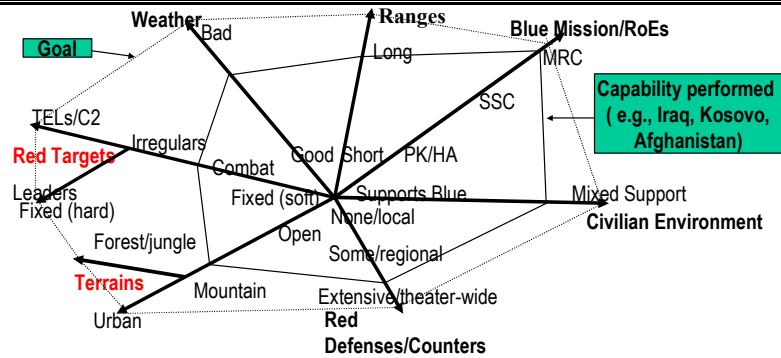 Weather
Ranges
Bad
Blue Mission/RoEs
Goal
Long
MRC
Capability performed
( e.g., Iraq, Kosovo,
Afghanistan)
SSC
TELs/C2
Irregulars
Red Targets
Good
Short
PK/HA
Combat
Leaders
Fixed (hard)
Fixed (soft)
Supports Blue
Mixed Support
None/local
Civilian Environment
Open
Forest/jungle
Some/regional
Terrains
Mountain
Extensive/theater-wide
Urban
Red
Defenses/Counters